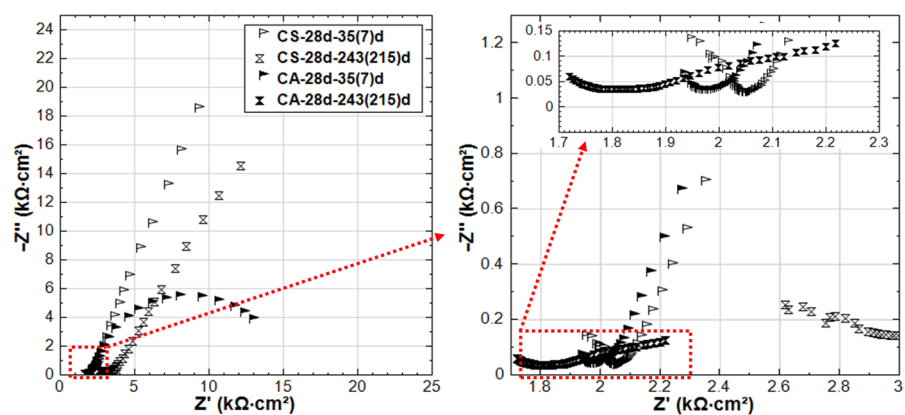 24
22
20
18
16
14
12
10
8
6
4
2
0
0 5 10 15 20 25
−Z'' (kΩ·cm²)
Z' (kΩ·cm²)
CS-28d-35(7)d
CS-28d-243(215)d
CA-28d-35(7)d
CA-28d-243(215)d
1.2
1
0.8
0.6
0.4
0.2
0
1.8 2 2.2 2.4 2.6 2.8 3
−Z'' (kΩ·cm²)
Z' (kΩ·cm²)
0.15
0.1
0.05
0
1.7 1.8 1.9 2 2.1 2.2 2.3